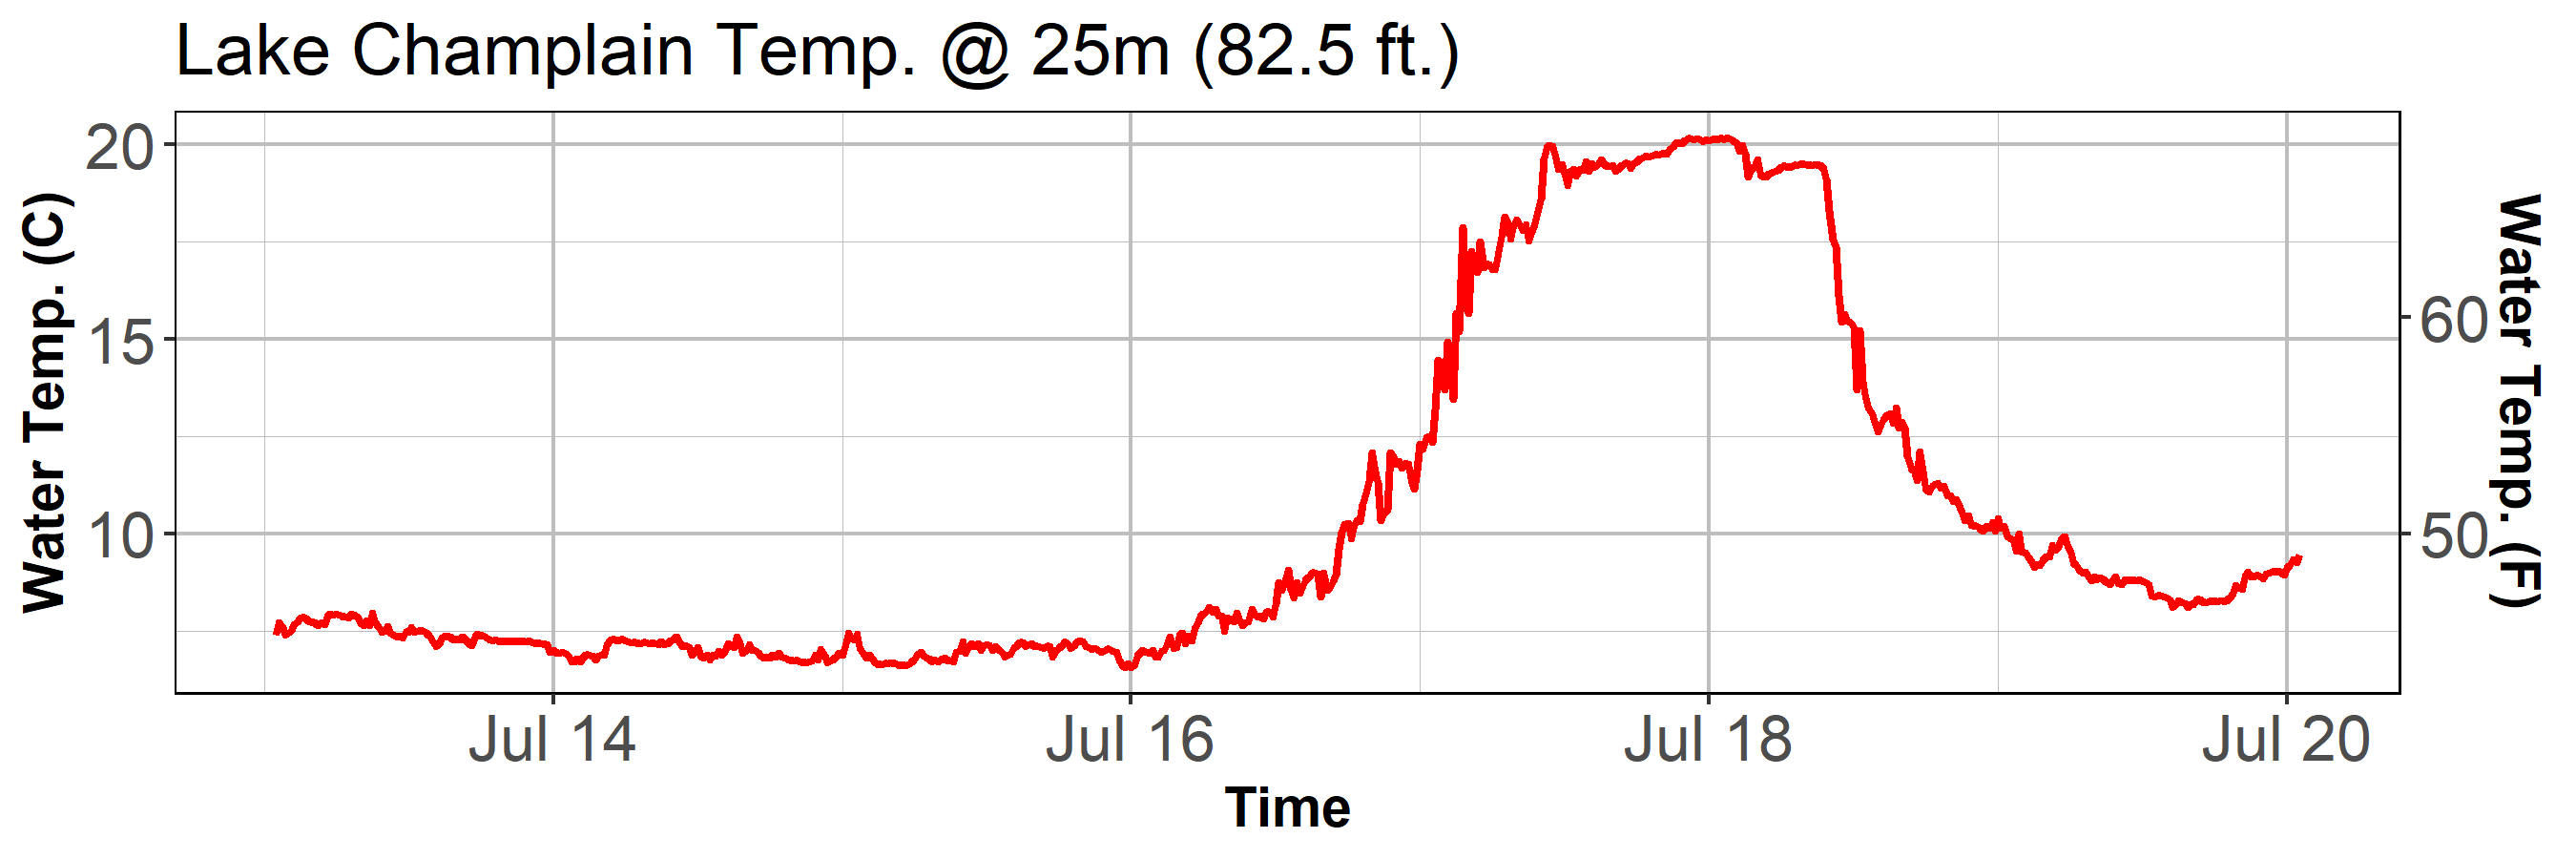 Lake Champlain Temp. @ 25m (82.5 ft.)
Water Temp. (C)
20
15
10
60
50
Water Temp. (F)
Jul 14 Jul 16 Jul 18 Jul 20
Time